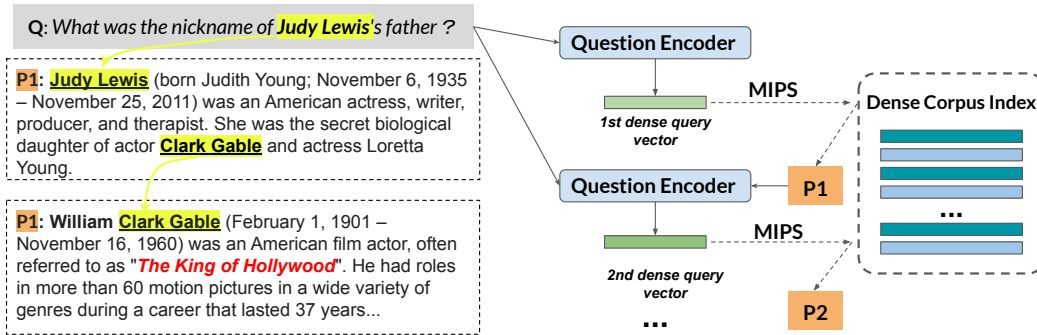 Q: What was the nickname of Judy Lewis's father ?
P1: Judy Lewis (born Judith Young; November 6, 1935
– November 25, 2011) was an American actress, writer,
producer, and therapist. She was the secret biological
daughter of actor Clark Gable and actress Loretta
Young.
P1: William Clark Gable (February 1, 1901 –
November 16, 1960) was an American film actor, often
referred to as "The King of Hollywood". He had roles
in more than 60 motion pictures in a wide variety of
genres during a career that lasted 37 years...
Question Encoder
MIPS
1st dense query
vector
Dense Corpus Index
...
Question Encoder
P1
MIPS
2nd dense query
vector
...
P2